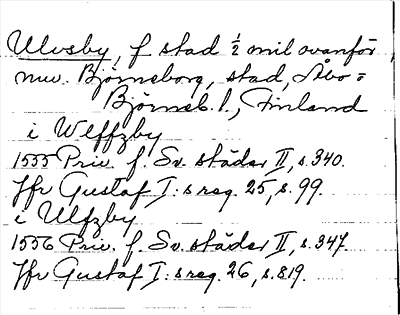 Ulvsby, f stad ½ mil ovanför
nuv. Björneborg, stad, Åbo =
Björneb. l., Finland
i Wlffzby
1555 Priv. f. Sv. städer II, s. 340.
Jfr Gustaf I: s reg. 25, s. 99.
i Ulfzby
1556 Priv. f. Sv. städer II, s. 347.
Jfr Gustaf I: s reg. 26, s. 819.